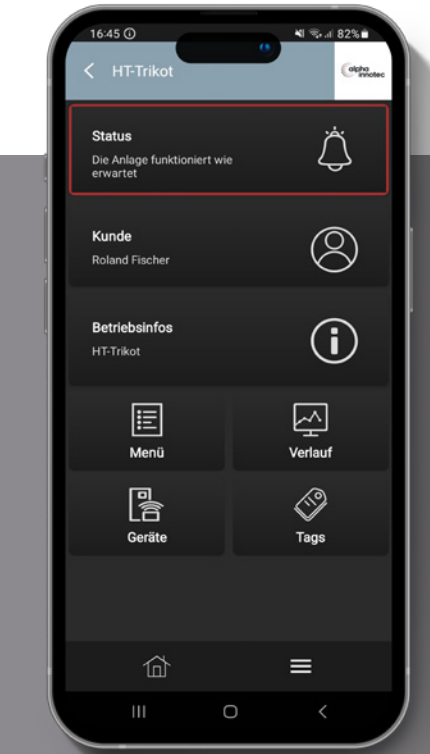 16:45
82%
HT-Trikot
alpha
innotec
Status
Die Anlage funktioniert wie
erwartet
Kunde
Roland Fischer
Betriebsinfos
HT-Trikot
Menü
Verlauf
Geräte
Tags